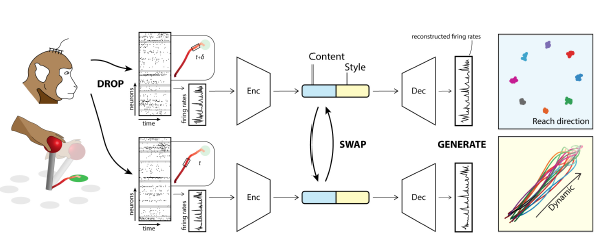 reconstructed firing rates
Content
Style
DROP
t+δ
neurons
time
firing rates
Enc
Dec
Reach direction
SWAP
GENERATE
t
neurons
time
firing rates
Enc
Dec
Dynamic